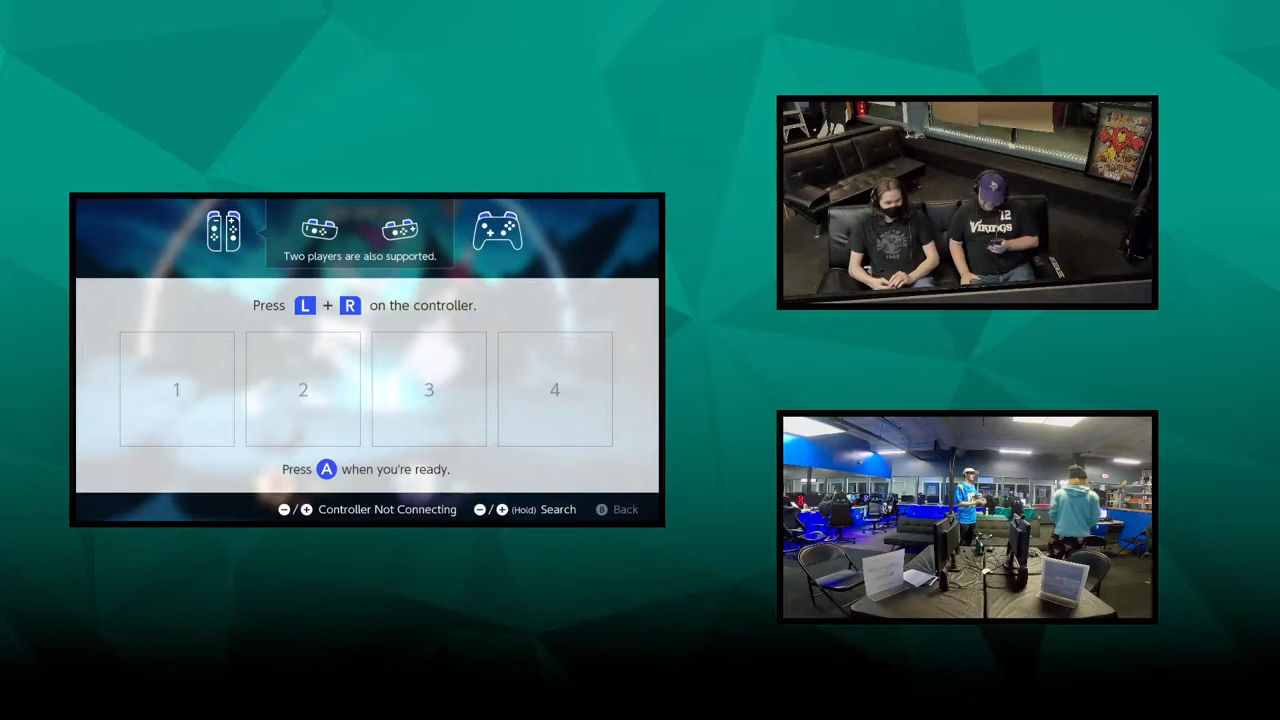 Two players are also supported.
Press L + R on the controller.
1 2 3 4
Press A when you're ready.
−/+ Controller Not Connecting −/+ (Hold) Search B Back
12
VIKINGS